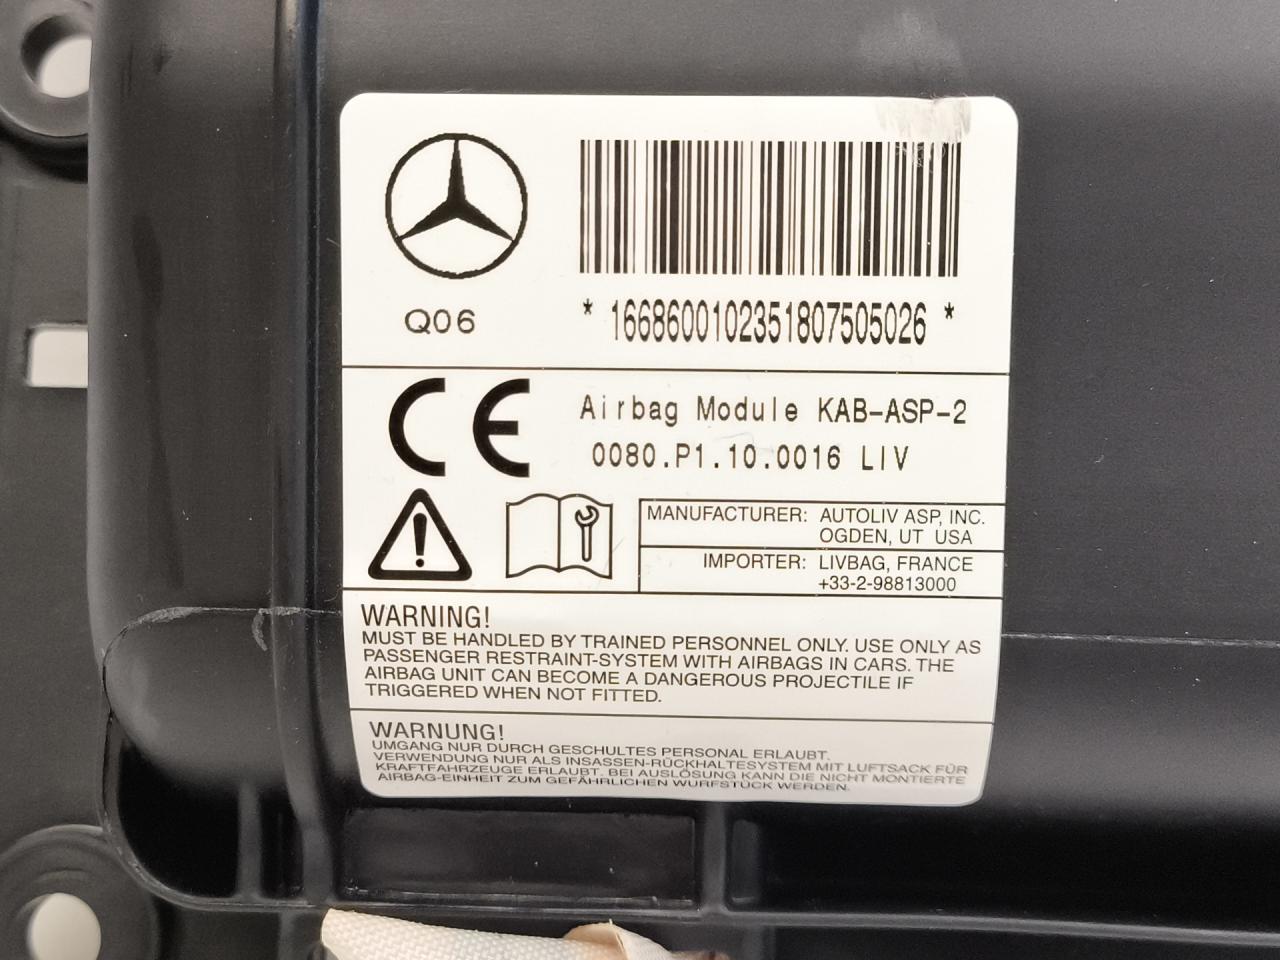 Q06
* 1668600102351807505026 *
CE
Airbag Module KAB-ASP-2
0080.P1.10.0016 LIV
MANUFACTURER: AUTOLIV ASP, INC.
OGDEN, UT USA
IMPORTER: LIVBAG, FRANCE
+33-2-98813000
WARNING!
MUST BE HANDLED BY TRAINED PERSONNEL ONLY. USE ONLY AS
PASSENGER RESTRAINT-SYSTEM WITH AIRBAGS IN CARS. THE
AIRBAG UNIT CAN BECOME A DANGEROUS PROJECTILE IF
TRIGGERED WHEN NOT FITTED.
WARNUNG!
UMGANG NUR DURCH GESCHULTES PERSONAL ERLAUBT.
VERWENDUNG NUR ALS INSASSEN-RÜCKHALTESYSTEM MIT LUFTSACK FÜR
KRAFTFAHRZEUGE ERLAUBT. BEI AUSLÖSUNG KANN DIE NICHT MONTIERTE
AIRBAG-EINHEIT ZUM GEFÄHRLICHEN WURFSTÜCK WERDEN.